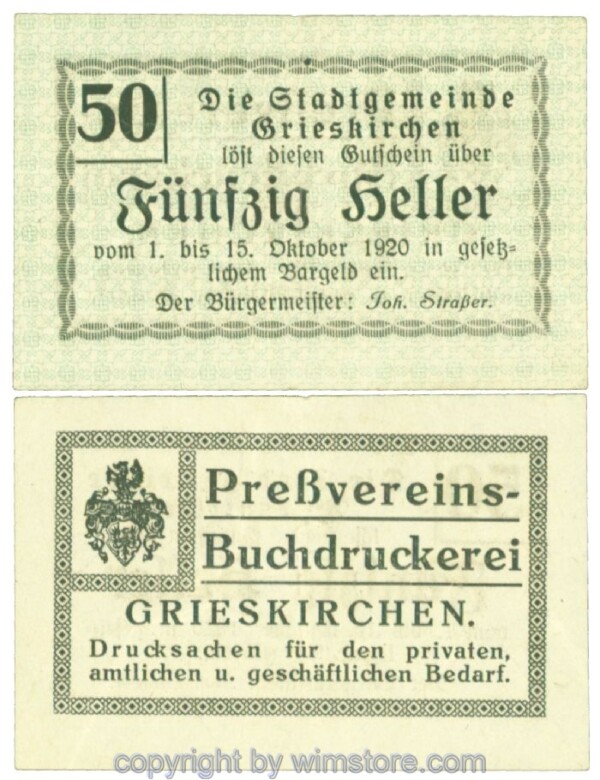 50
Die Stadtgemeinde
Grieskirchen
löst diesen Gutschein über
Fünfzig Heller
vom 1. bis 15. Oktober 1920 in gesetz-
lichem Bargeld ein.
Der Bürgermeister: Joh. Straßer.
Preßvereins-
Buchdruckerei
GRIESKIRCHEN.
Drucksachen für den privaten,
amtlichen u. geschäftlichen Bedarf.
copyright by wimstore.com